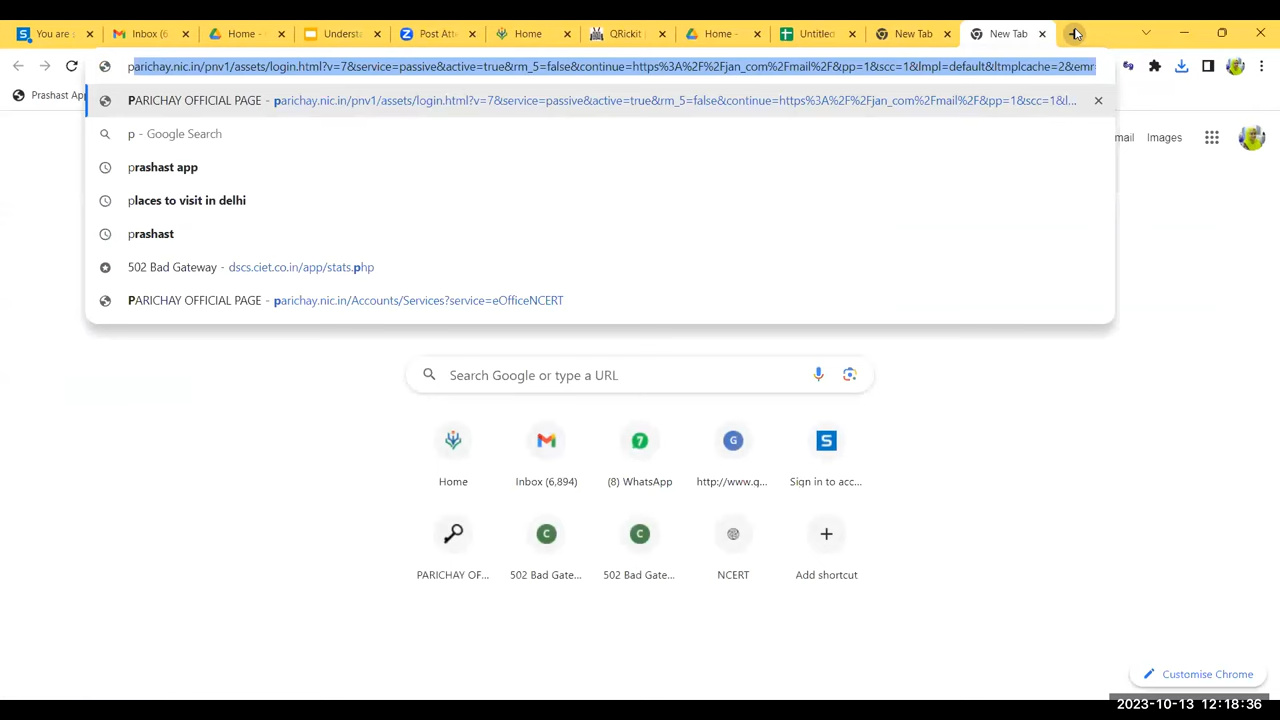 You are s
Inbox (6
Home -
Underst
Post Att
Home
QRickit
Home -
Untitled
New Tab
New Tab
parichay.nic.in/pnv1/assets/login.html?v=7&service=passive&active=true&rm_5=false&continue=https%3A%2F%2Fjan_com%2Fmail%2F&pp=1&scc=1&lmpl=default&ltmplcache=2&emr
Prashast App
PARICHAY OFFICIAL PAGE - parichay.nic.in/pnv1/assets/login.html?v=7&service=passive&active=true&rm_5=false&continue=https%3A%2F%2Fjan_com%2Fmail%2F&pp=1&scc=1&l...
p - Google Search
mail Images
prashast app
places to visit in delhi
prashast
502 Bad Gateway - dscs.ciet.co.in/app/stats.php
PARICHAY OFFICIAL PAGE - parichay.nic.in/Accounts/Services?service=eOfficeNCERT
Search Google or type a URL
7 G S
Home Inbox (6,894) (8) WhatsApp http://www.q... Sign in to acc...
C C
PARICHAY OF... 502 Bad Gate... 502 Bad Gate... NCERT Add shortcut
Customise Chrome
2023-10-13 12:18:36